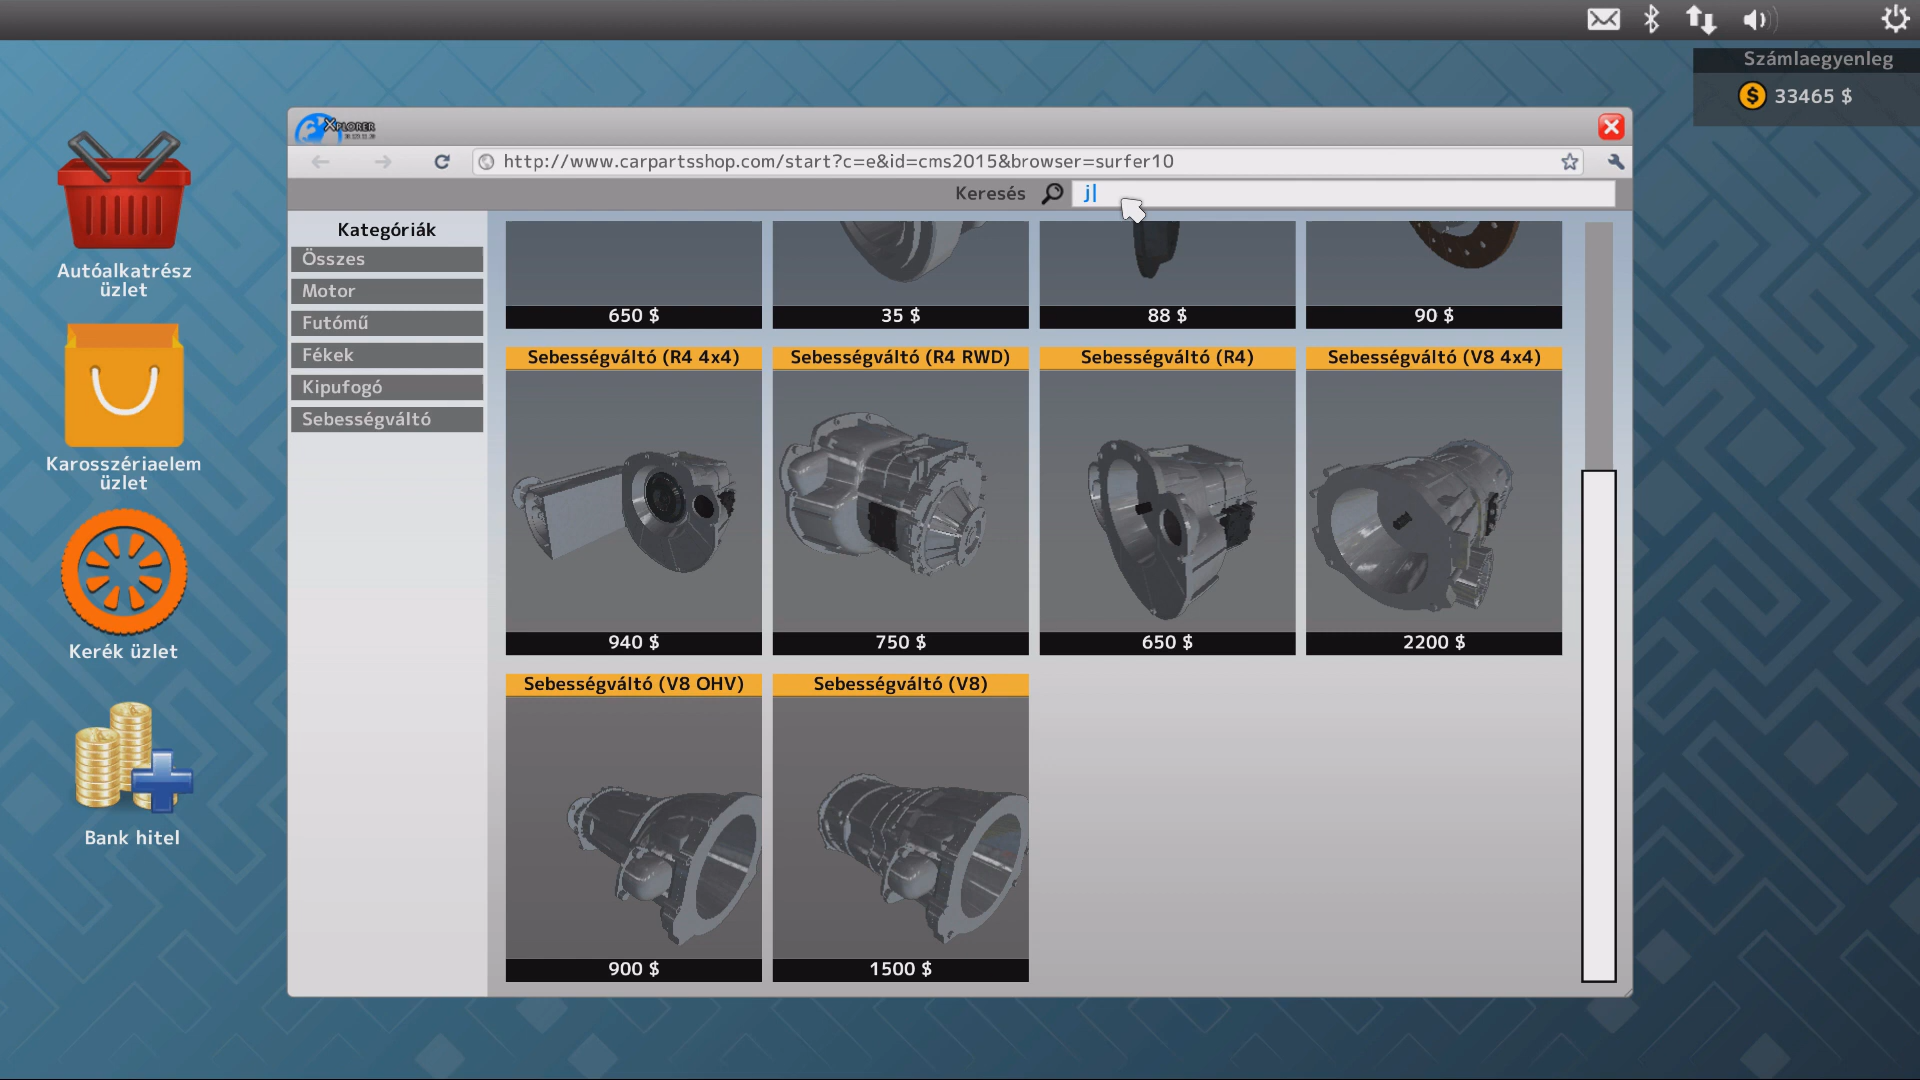 Számlaegyenleg
33465 $
XPLORER
http://www.carpartsshop.com/start?c=e&id=cms2015&browser=surfer10
Keresés
j
Kategóriák
Összes
Motor
Futómű
Fékek
Kipufogó
Sebességváltó
Autóalkatrész
üzlet
Karosszériaelem
üzlet
Kerék üzlet
Bank hitel
650 $
35 $
88 $
90 $
Sebességváltó (R4 4x4)
Sebességváltó (R4 RWD)
Sebességváltó (R4)
Sebességváltó (V8 4x4)
940 $
750 $
650 $
2200 $
Sebességváltó (V8 OHV)
Sebességváltó (V8)
900 $
1500 $